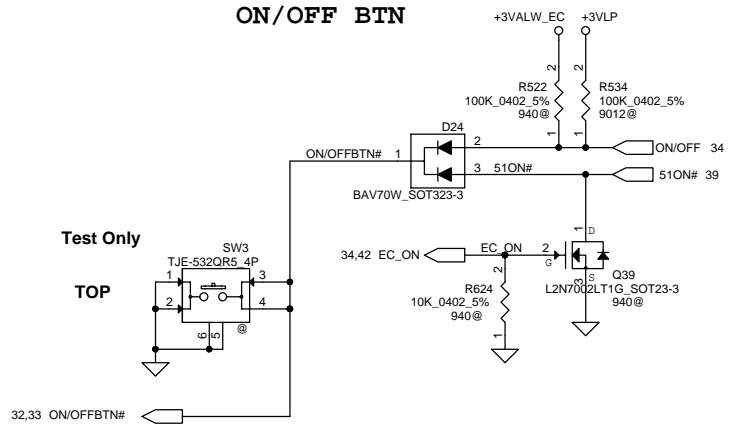 ON/OFF BTN
+3VALW_EC
+3VLP
2
2
R522
100K_0402_5%
940@
R534
100K_0402_5%
9012@
1
1
D24
ON/OFFBTN#
1
2
ON/OFF 34
3
51ON#
51ON# 39
BAV70W_SOT323-3
Test Only
TOP
SW3
TJE-532QR5_4P
1
3
2
4
6
5
@
34,42 EC_ON
EC_ON
2
G
1
D
3
S
Q39
L2N7002LT1G_SOT23-3
940@
2
R624
10K_0402_5%
940@
1
32,33 ON/OFFBTN#